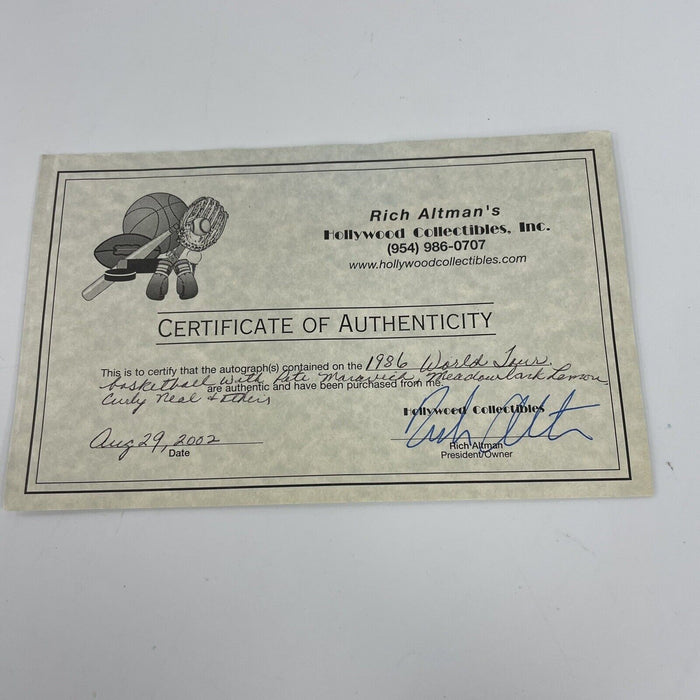 Rich Altman's
Hollywood Collectibles, Inc.
(954) 986-0707
www.hollywoodcollectibles.com
CERTIFICATE OF AUTHENTICITY
This is to certify that the autograph(s) contained on the 1986 World Tour
basketball with Pete Maravich, Meadowlark Lemon,
are authentic and have been purchased from me.
Curly Neal & Others
Hollywood Collectibles
Rich Altman
Aug 29, 2002
Date
Rich Altman
President/Owner